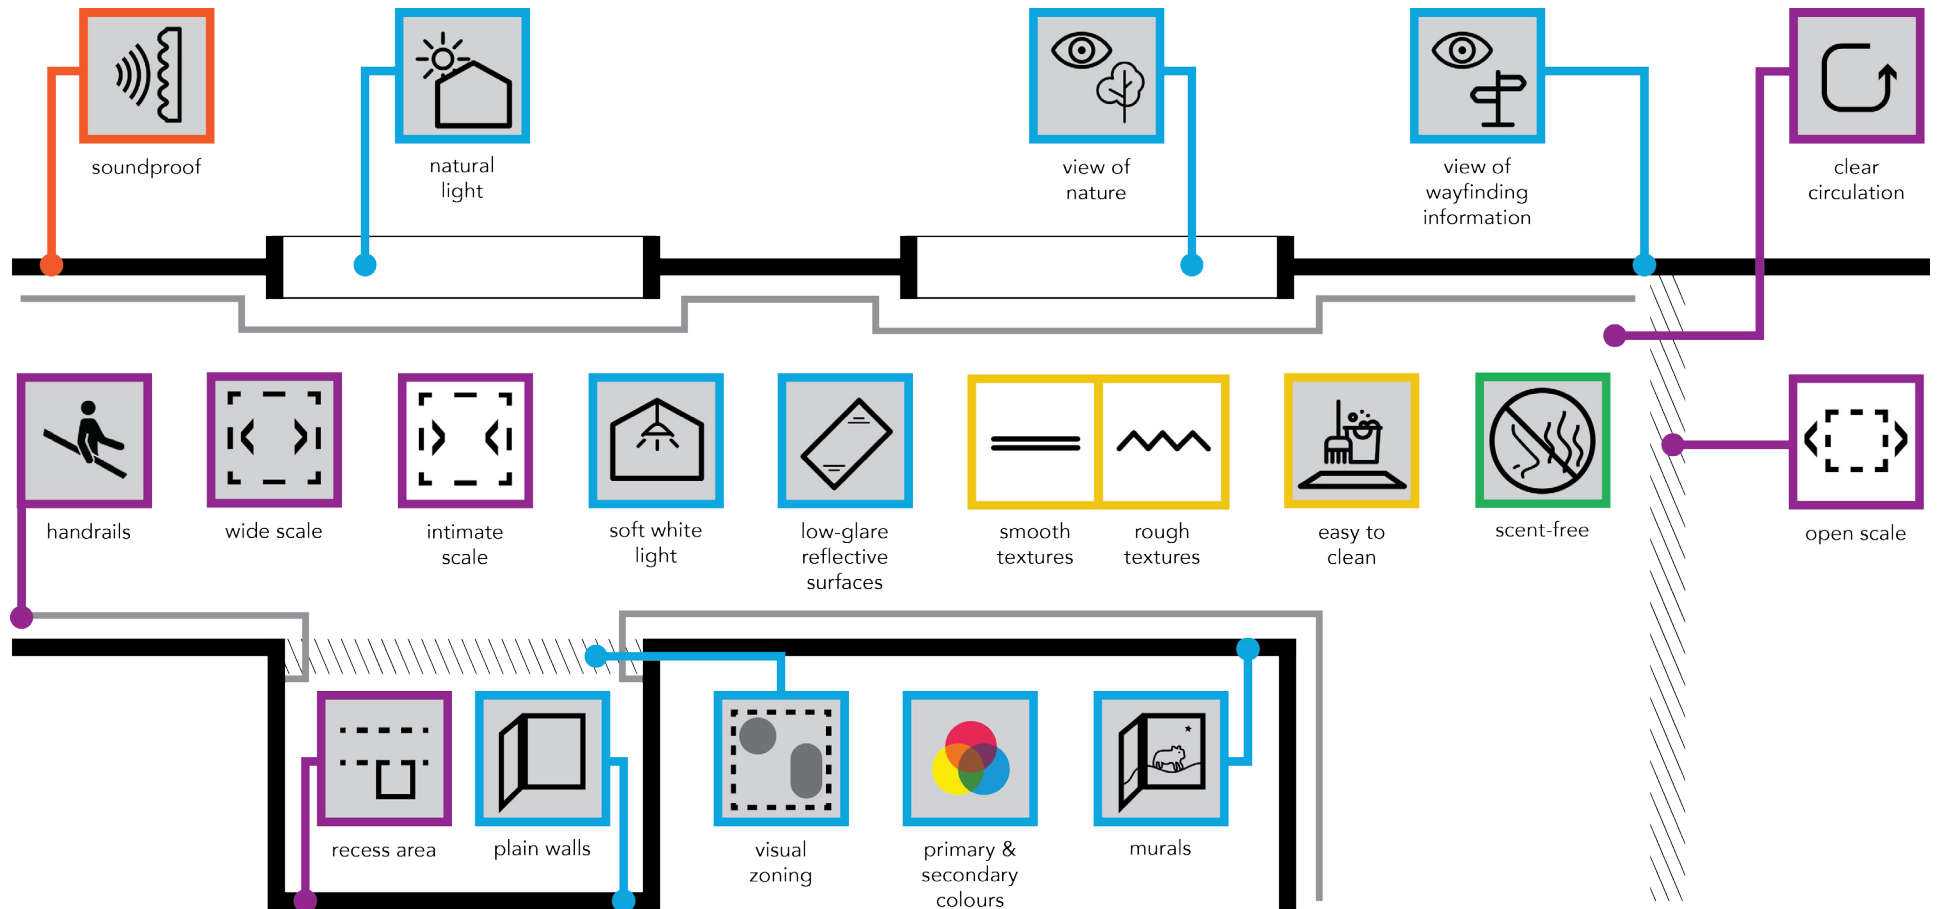 soundproof
natural
light
view of
nature
view of
wayfinding
information
clear
circulation
handrails
wide scale
intimate
scale
soft white
light
low-glare
reflective
surfaces
smooth
textures
rough
textures
easy to
clean
scent-free
open scale
recess area
plain walls
visual
zoning
primary &
secondary
colours
murals